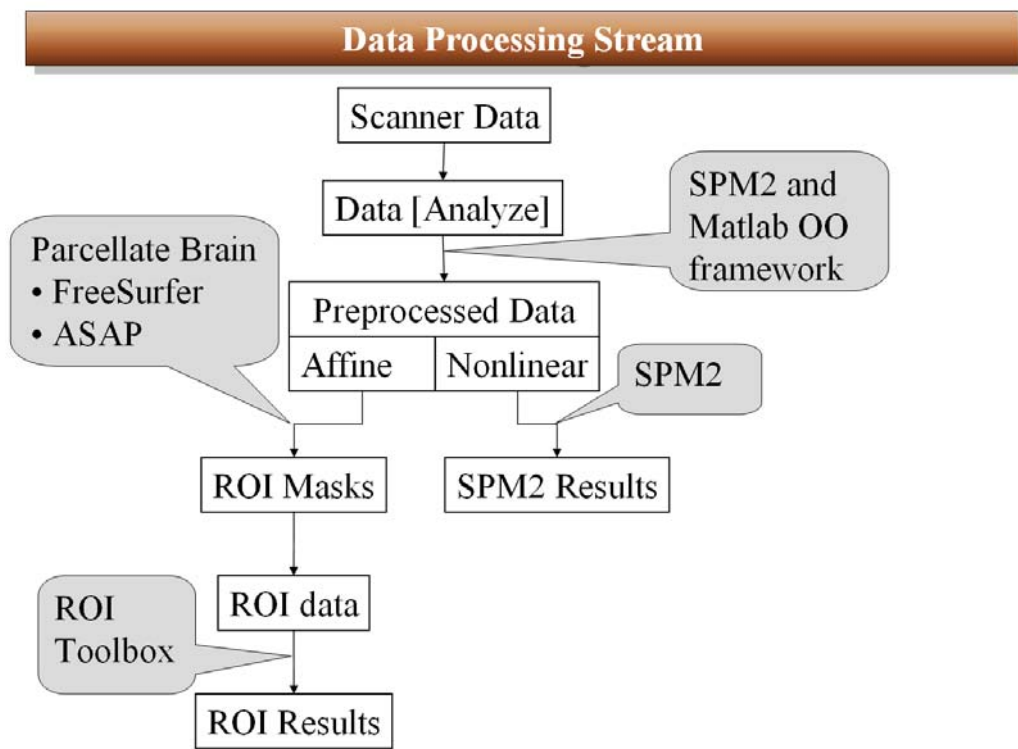 Data Processing Stream
Scanner Data
Data [Analyze]
SPM2 and
Matlab OO
framework
Parcellate Brain
• FreeSurfer
• ASAP
Preprocessed Data
Affine
Nonlinear
SPM2
ROI Masks
SPM2 Results
ROI data
ROI
Toolbox
ROI Results